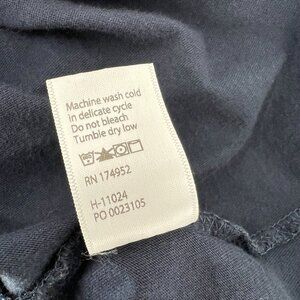 Machine wash cold
in delicate cycle
Do not bleach
Tumble dry low
RN 174952
H-11024
PO 0023105